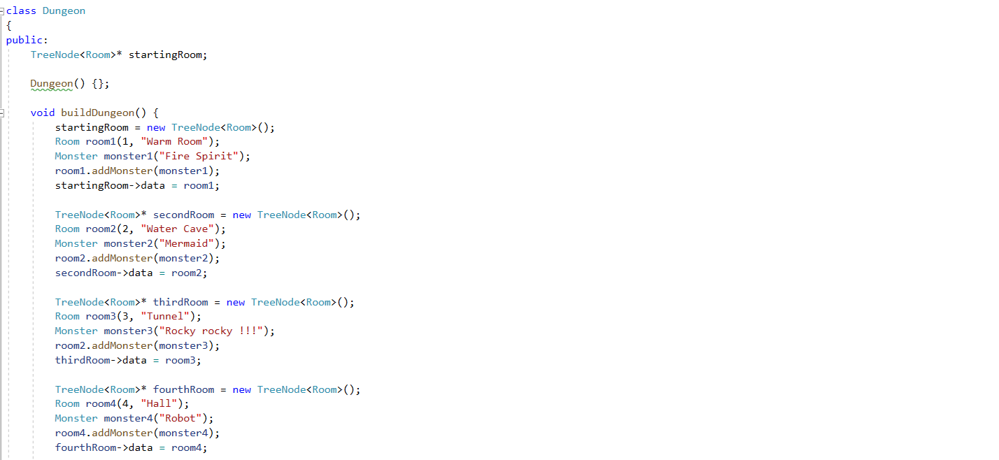 class Dungeon
{
public:
    TreeNode<Room>* startingRoom;
    Dungeon() {};
    void buildDungeon() {
        startingRoom = new TreeNode<Room>();
        Room room1(1, "Warm Room");
        Monster monster1("Fire Spirit");
        room1.addMonster(monster1);
        startingRoom->data = room1;
        TreeNode<Room>* secondRoom = new TreeNode<Room>();
        Room room2(2, "Water Cave");
        Monster monster2("Mermaid");
        room2.addMonster(monster2);
        secondRoom->data = room2;
        TreeNode<Room>* thirdRoom = new TreeNode<Room>();
        Room room3(3, "Tunnel");
        Monster monster3("Rocky rocky !!!");
        room2.addMonster(monster3);
        thirdRoom->data = room3;
        TreeNode<Room>* fourthRoom = new TreeNode<Room>();
        Room room4(4, "Hall");
        Monster monster4("Robot");
        room4.addMonster(monster4);
        fourthRoom->data = room4;